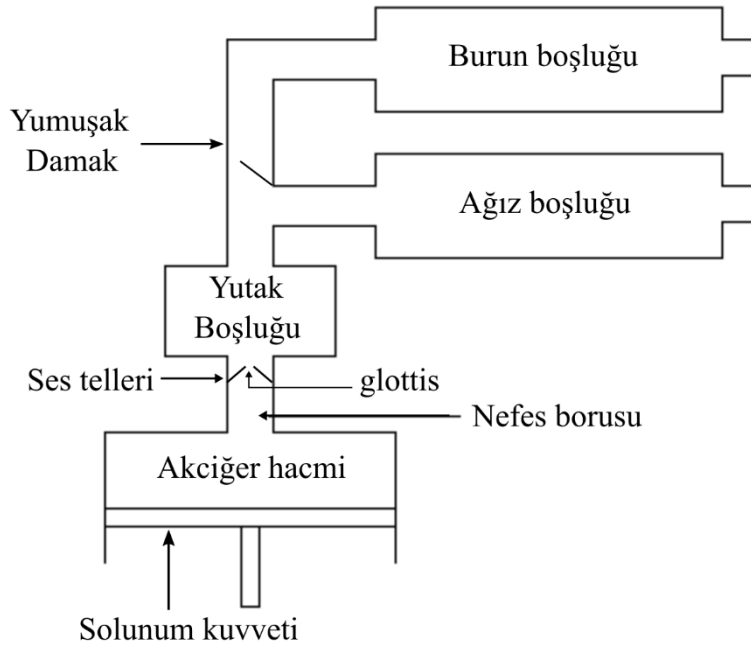 Burun boşluğu
Yumuşak
Damak
Ağız boşluğu
Yutak
Boşluğu
Ses telleri
glottis
Nefes borusu
Akciğer hacmi
Solunum kuvveti